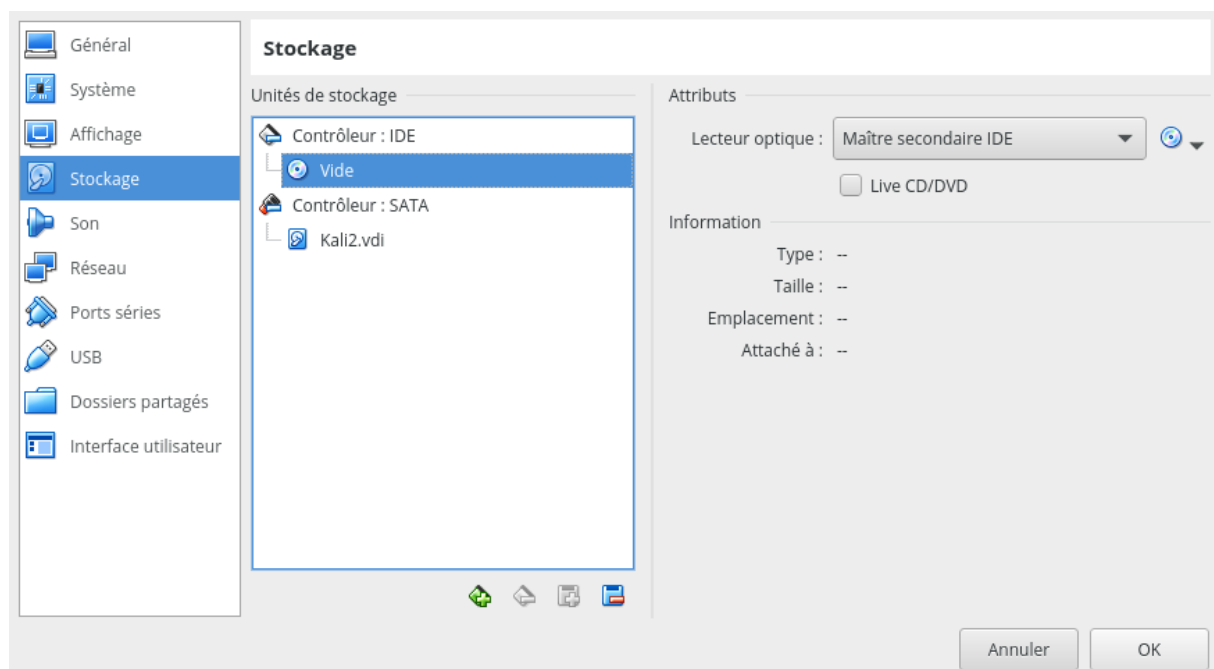 Général
Système
Affichage
Stockage
Son
Réseau
Ports séries
USB
Dossiers partagés
Interface utilisateur
Stockage
Unités de stockage
Contrôleur : IDE
Vide
Contrôleur : SATA
Kali2.vdi
Attributs
Lecteur optique : Maître secondaire IDE
Live CD/DVD
Information
Type : --
Taille : --
Emplacement : --
Attaché à : --
Annuler OK